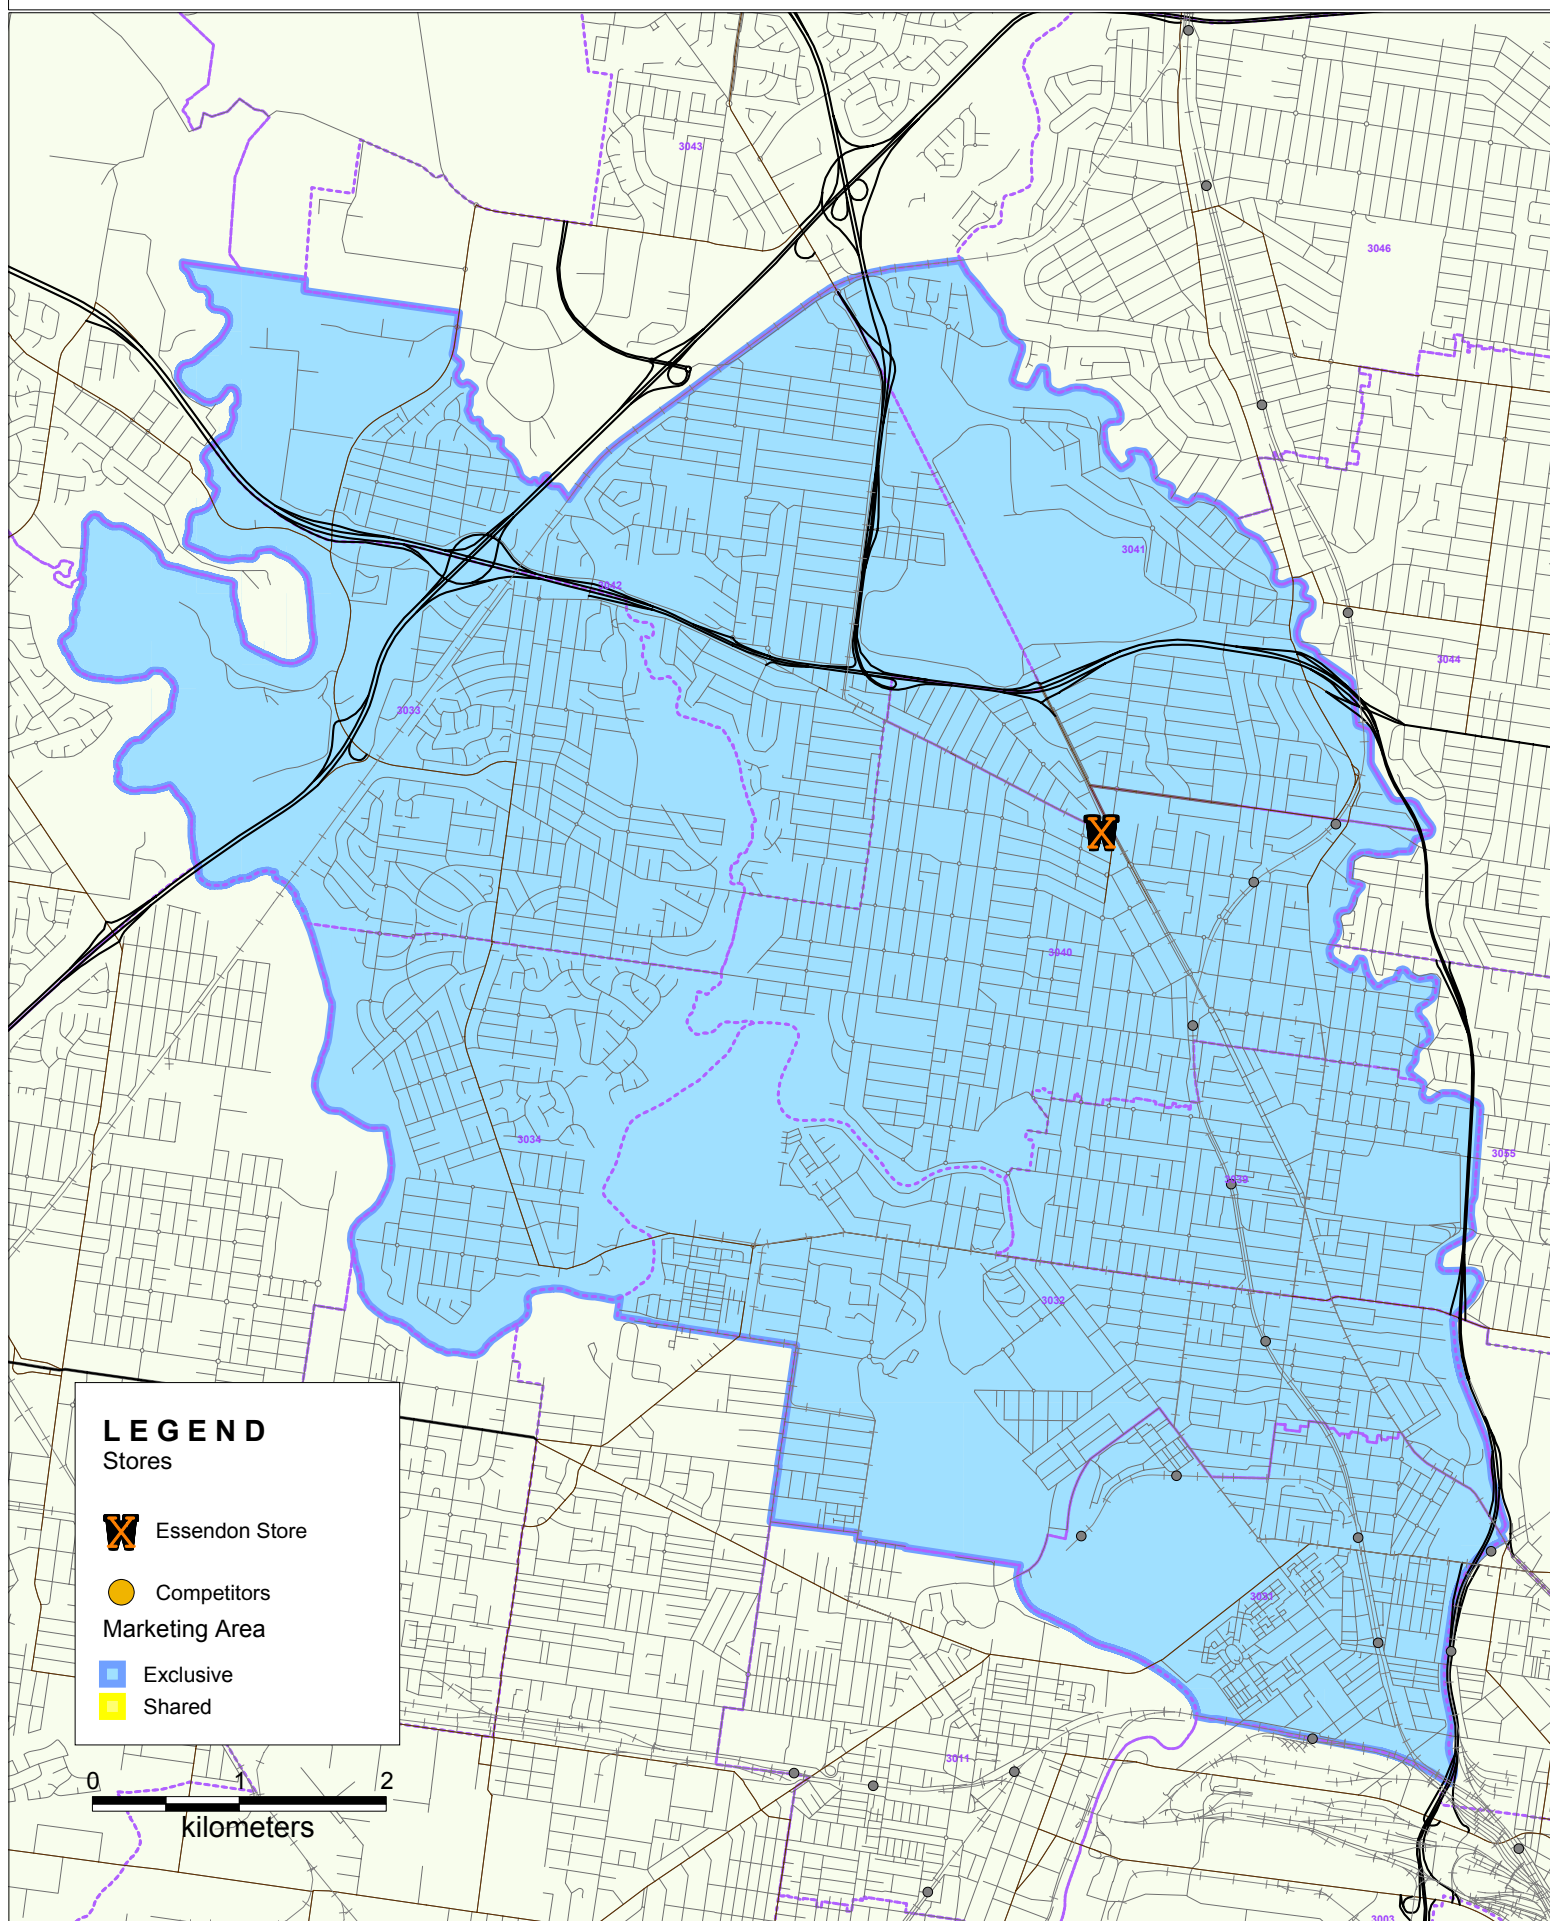 3043
3046
3041
3042
3044
3033
3040
3034
3055
3039
3032
3031
3011
3003
LEGEND
Stores
X Essendon Store
Competitors
Marketing Area
Exclusive
Shared
0 1 2
kilometers
X